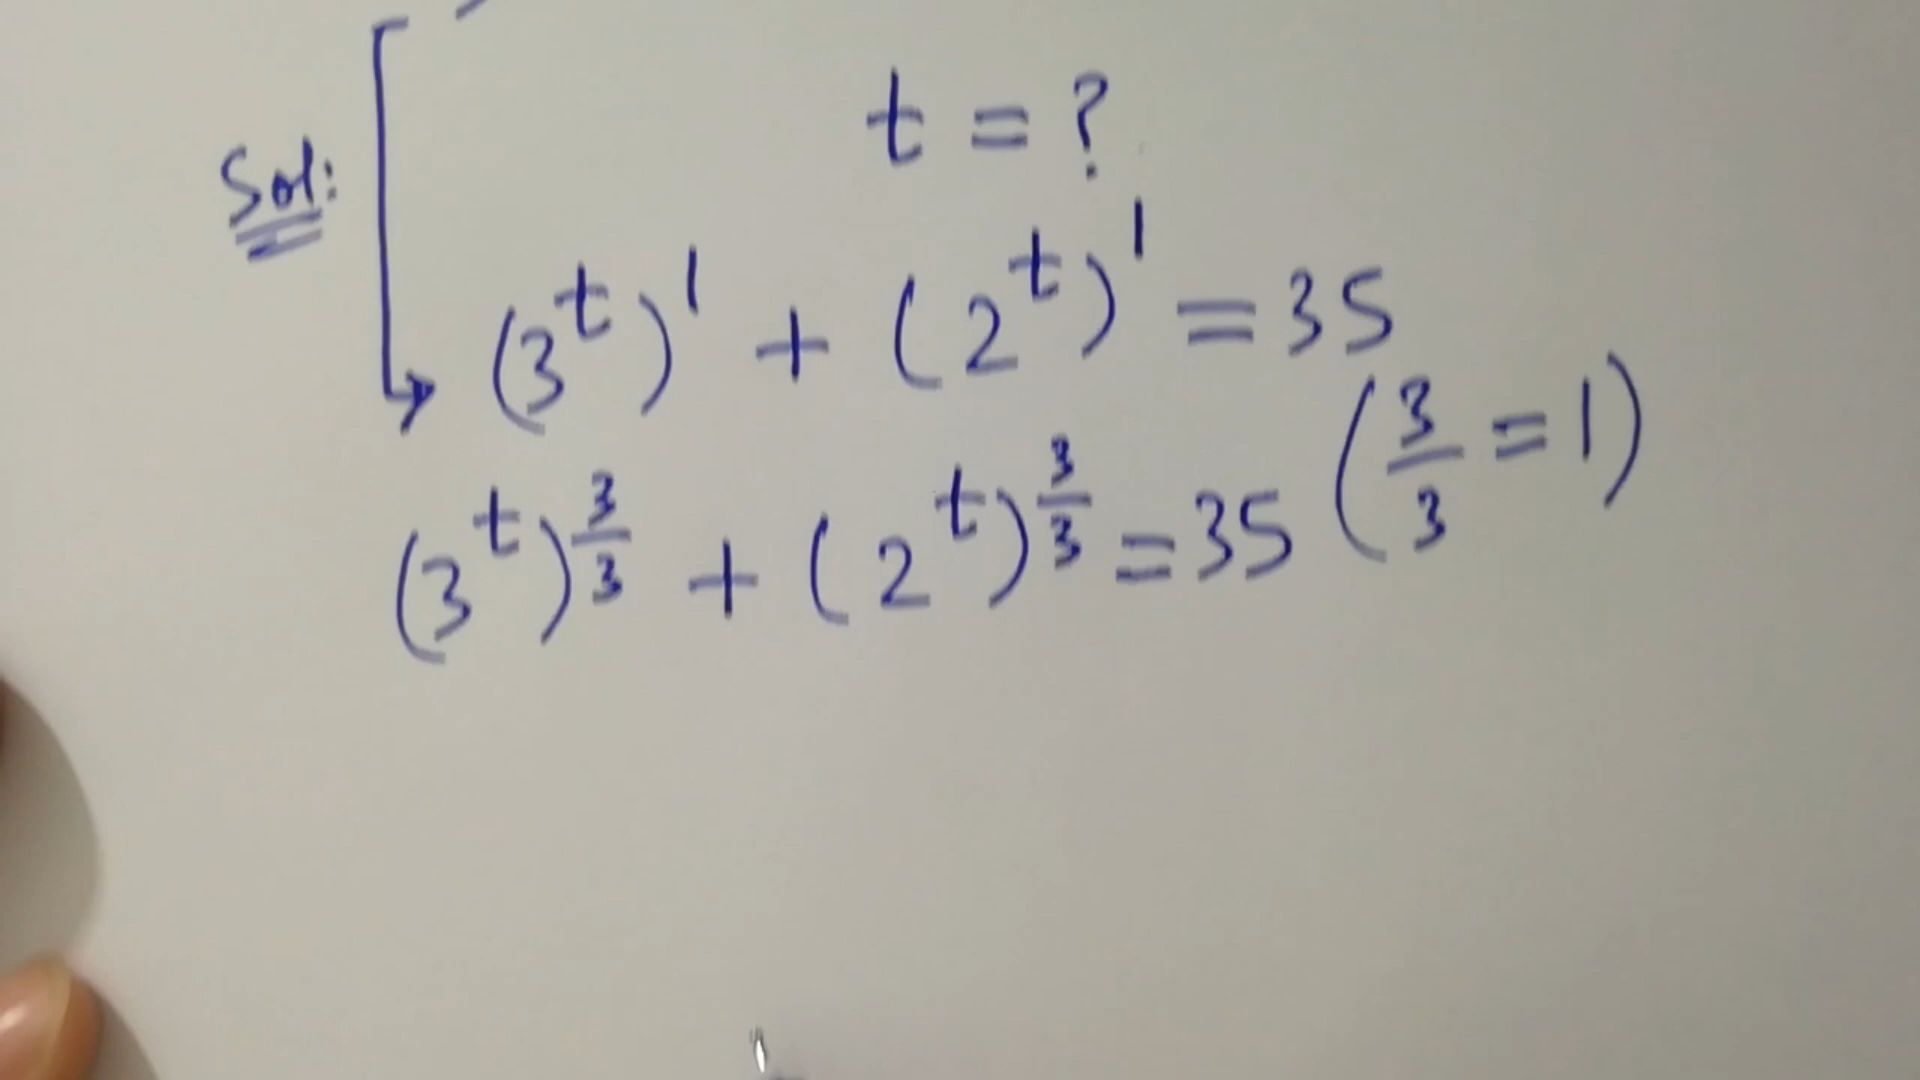 t = ?
Sol:
(3^t)^1 + (2^t)^1 = 35
(3/3 = 1)
(3^t)^(3/3) + (2^t)^(3/3) = 35